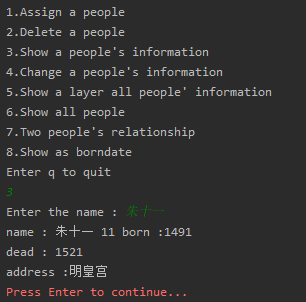 1.Assign a people
2.Delete a people
3.Show a people's information
4.Change a people's information
5.Show a layer all people' information
6.Show all people
7.Two people's relationship
8.Show as borndate
Enter q to quit
3
Enter the name : 朱十一
name : 朱十一 11 born :1491
dead : 1521
address :明皇宫
Press Enter to continue...